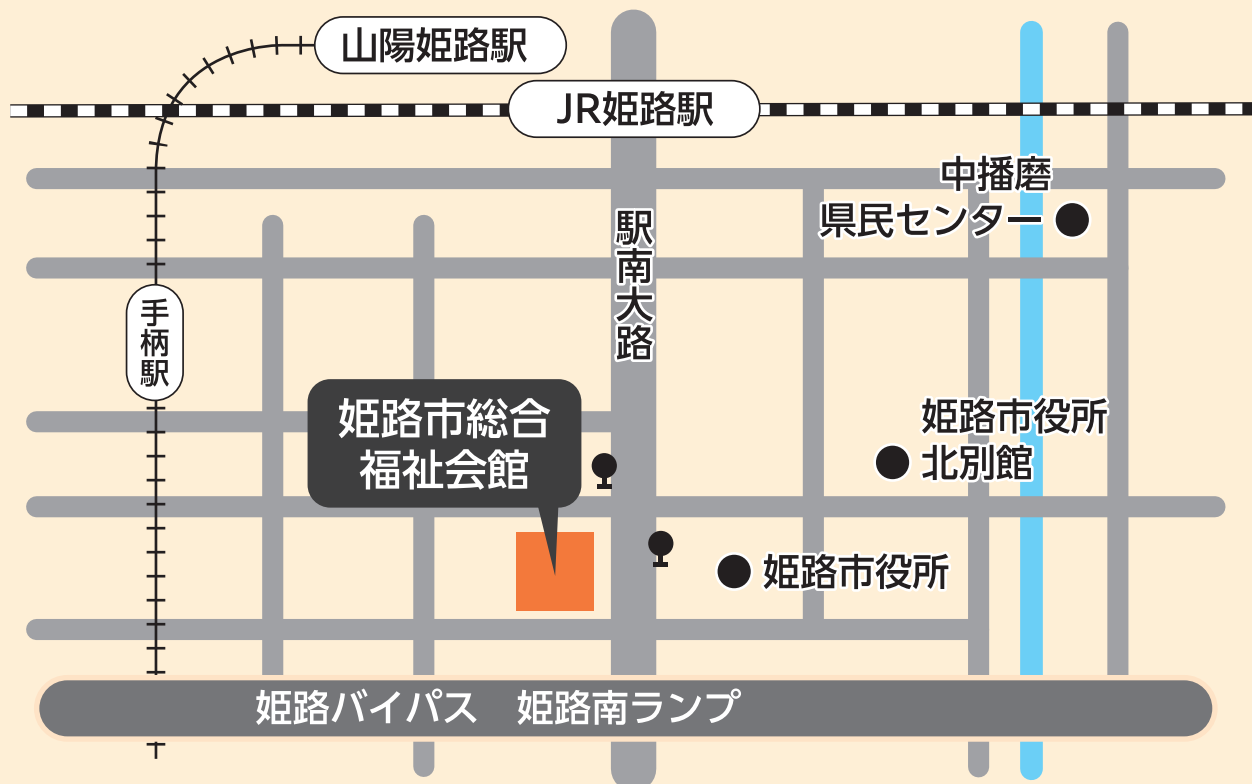 山陽姫路駅
JR姫路駅
中播磨
県民センター
駅南大路
手柄駅
姫路市総合
福祉会館
姫路市役所
北別館
姫路市役所
姫路バイパス　姫路南ランプ